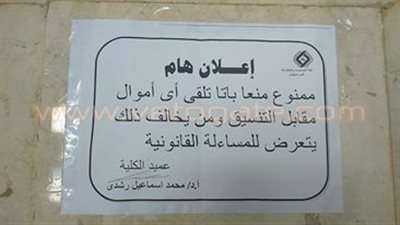 إعلان هام
ممنوع منعا باتا تلقى أى أموال
مقابل التنسيق ومن يخالف ذلك
يتعرض للمساءلة القانونية
عميد الكلية
أ.د/ محمد اسماعيل رشدى